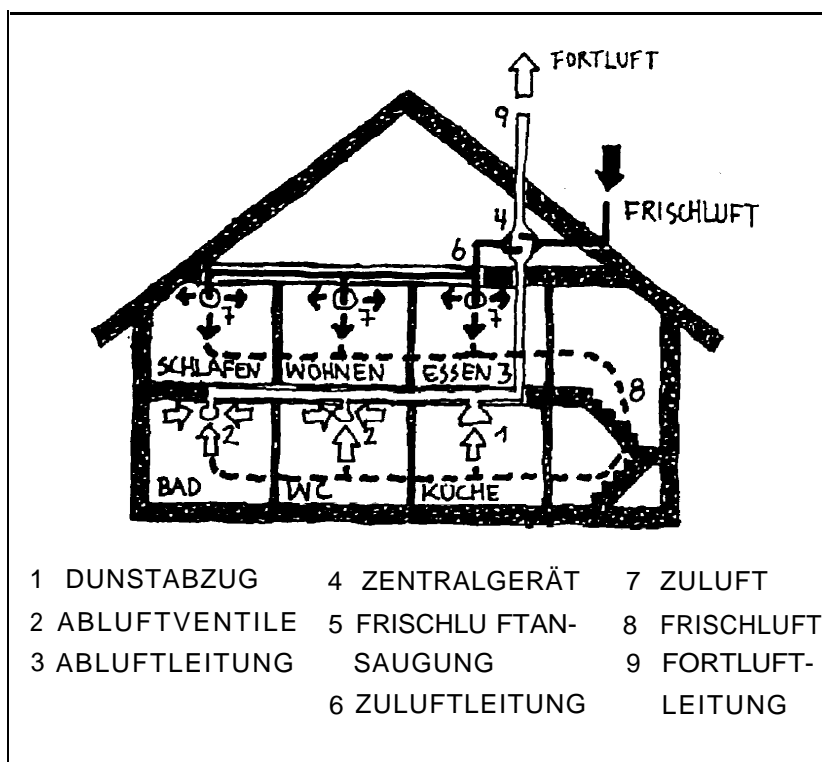 FORTLUFT
9
4
FRISCHLUFT
6
7 7 7
SCHLAFEN WOHNEN ESSEN 3
8
2 2 1
BAD WC KÜCHE
1 DUNSTABZUG
2 ABLUFTVENTILE
3 ABLUFTLEITUNG
4 ZENTRALGERÄT
5 FRISCHLU FTAN-
SAUGUNG
6 ZULUFTLEITUNG
7 ZULUFT
8 FRISCHLUFT
9 FORTLUFT-
LEITUNG